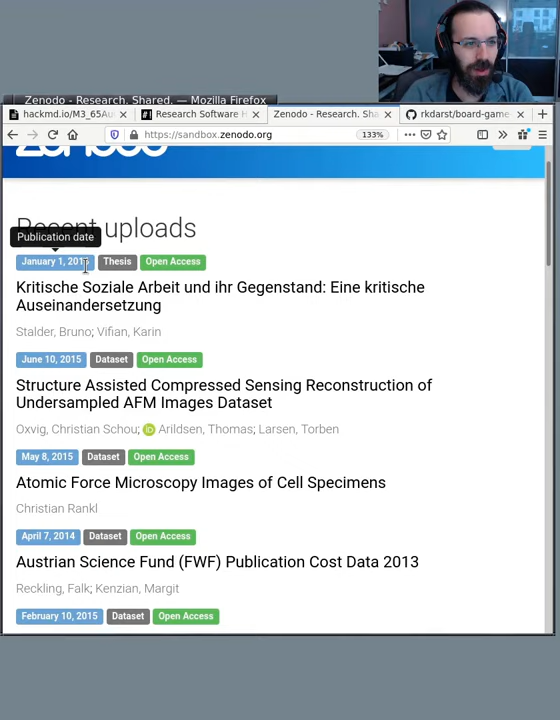 Zenodo - Research. Shared. — Mozilla Firefox
hackmd.io/M3_65Au
Research Software H
Zenodo - Research. Sha
rkdarst/board-game
https://sandbox.zenodo.org
133%
zenodo
Recent uploads
Publication date
January 1, 201
Thesis
Open Access
Kritische Soziale Arbeit und ihr Gegenstand: Eine kritische
Auseinandersetzung
Stalder, Bruno; Vifian, Karin
June 10, 2015
Dataset
Open Access
Structure Assisted Compressed Sensing Reconstruction of
Undersampled AFM Images Dataset
Oxvig, Christian Schou; iD Arildsen, Thomas; Larsen, Torben
May 8, 2015
Dataset
Open Access
Atomic Force Microscopy Images of Cell Specimens
Christian Rankl
April 7, 2014
Dataset
Open Access
Austrian Science Fund (FWF) Publication Cost Data 2013
Reckling, Falk; Kenzian, Margit
February 10, 2015
Dataset
Open Access